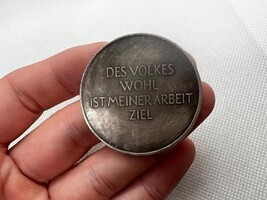 DES VOLKES
WOHL
IST MEINER ARBEIT
ZIEL